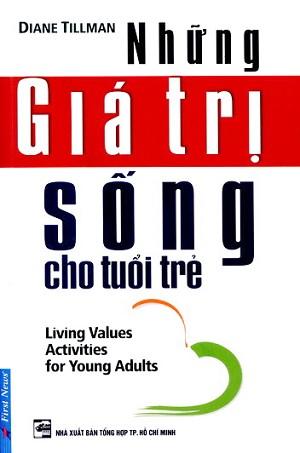 DIANE TILLMAN
Những
Giá trị
sống
cho tuổi trẻ
Living Values
Activities
for Young Adults
First News
NHÀ XUẤT BẢN TỔNG HỢP TP. HỒ CHÍ MINH